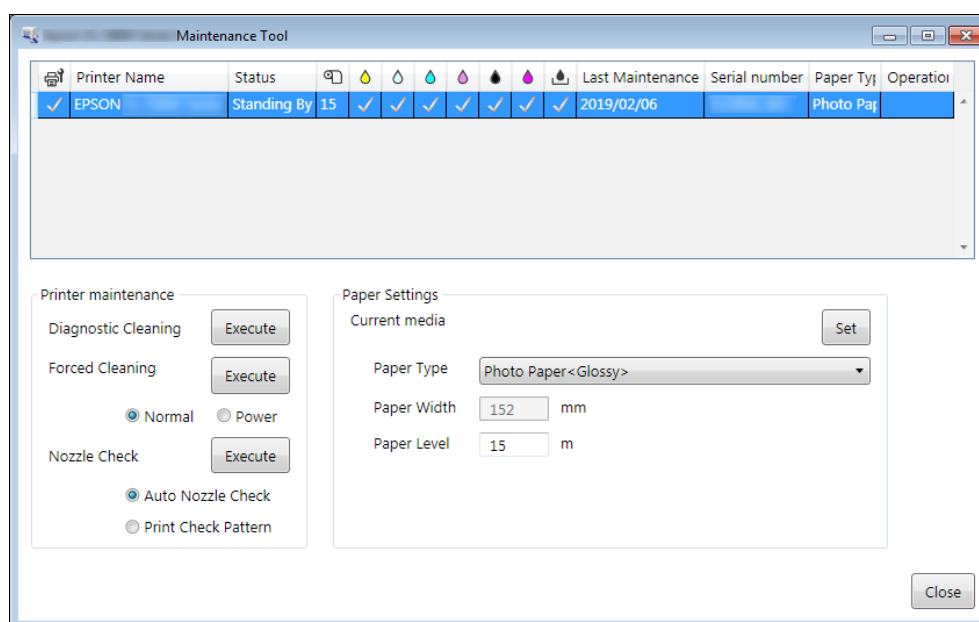 Maintenance Tool
Printer Name Status Last Maintenance Serial number Paper Typ Operation
EPSON Standing By 15 2019/02/06 Photo Pap
Printer maintenance
Diagnostic Cleaning Execute
Forced Cleaning Execute
Normal Power
Nozzle Check Execute
Auto Nozzle Check
Print Check Pattern
Paper Settings
Current media Set
Paper Type Photo Paper<Glossy>
Paper Width 152 mm
Paper Level 15 m
Close